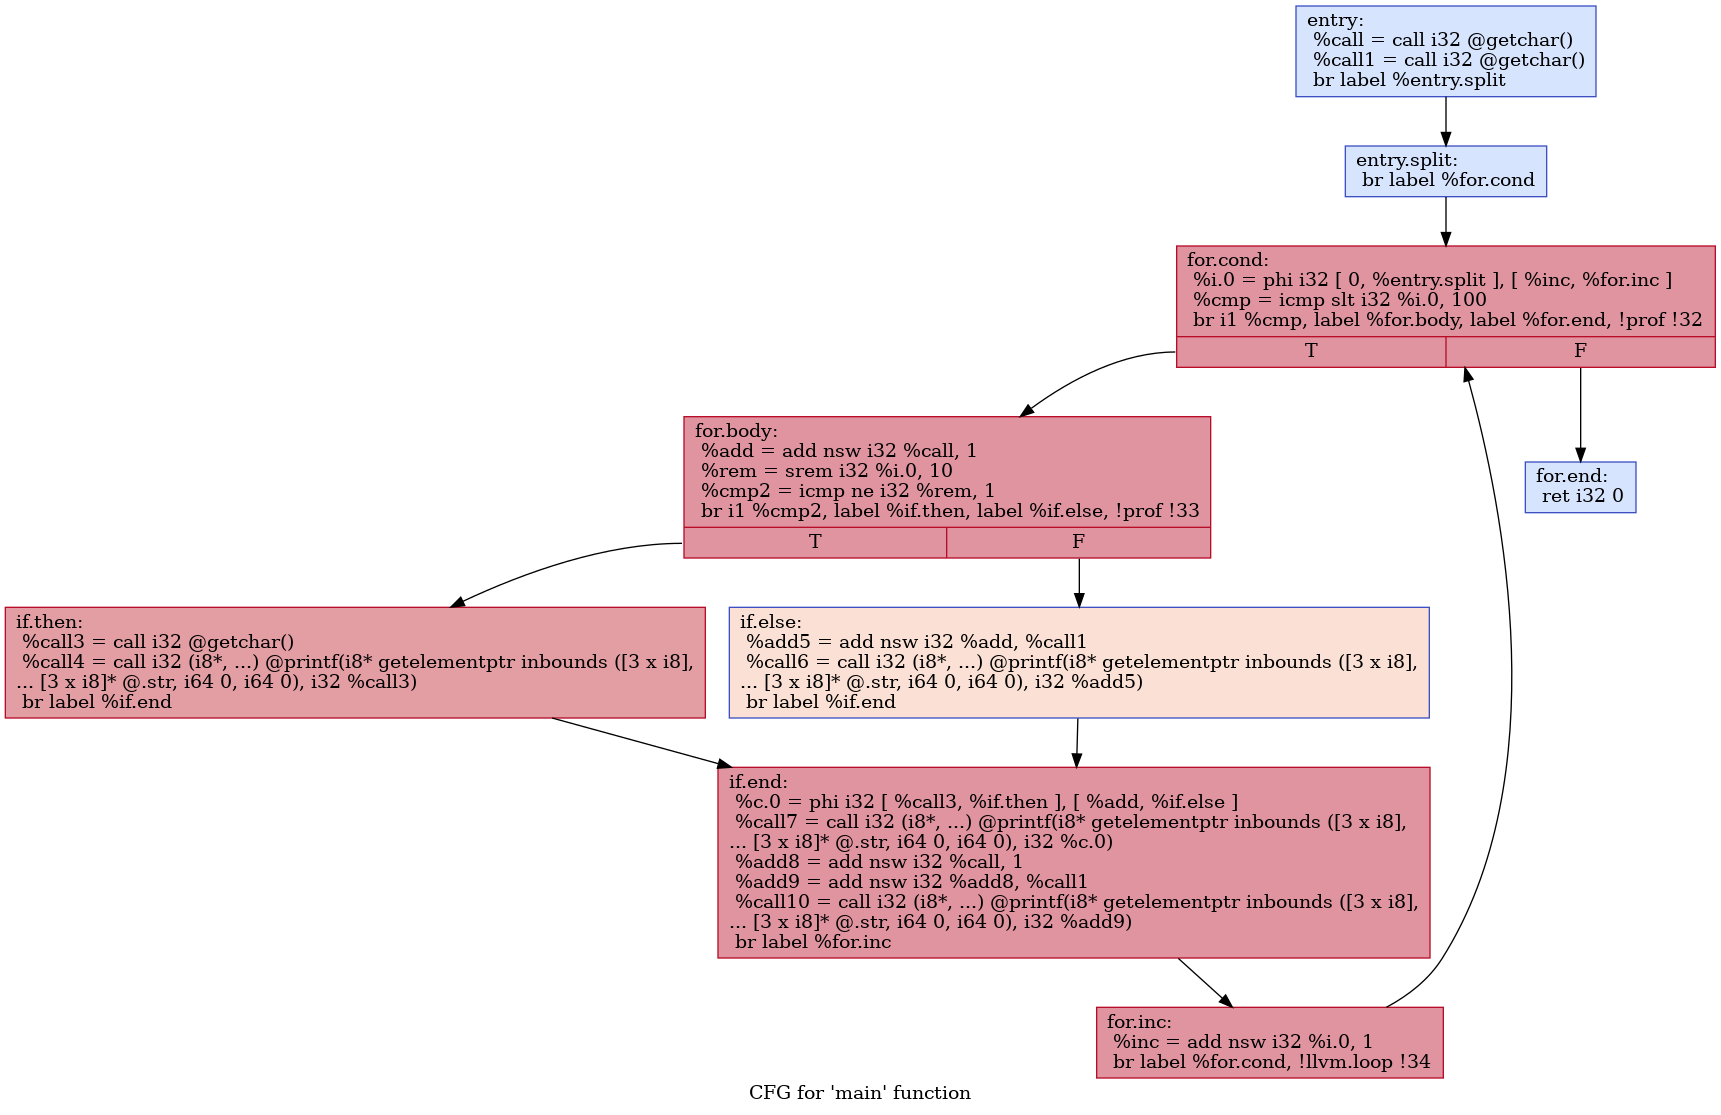 entry:
%call = call i32 @getchar()
%call1 = call i32 @getchar()
br label %entry.split
entry.split:
br label %for.cond
for.cond:
%i.0 = phi i32 [ 0, %entry.split ], [ %inc, %for.inc ]
%cmp = icmp slt i32 %i.0, 100
br i1 %cmp, label %for.body, label %for.end, !prof !32
T F
for.body:
%add = add nsw i32 %call, 1
%rem = srem i32 %i.0, 10
%cmp2 = icmp ne i32 %rem, 1
br i1 %cmp2, label %if.then, label %if.else, !prof !33
T F
for.end:
ret i32 0
if.then:
%call3 = call i32 @getchar()
%call4 = call i32 (i8*, ...) @printf(i8* getelementptr inbounds ([3 x i8],
... [3 x i8]* @.str, i64 0, i64 0), i32 %call3)
br label %if.end
if.else:
%add5 = add nsw i32 %add, %call1
%call6 = call i32 (i8*, ...) @printf(i8* getelementptr inbounds ([3 x i8],
... [3 x i8]* @.str, i64 0, i64 0), i32 %add5)
br label %if.end
if.end:
%c.0 = phi i32 [ %call3, %if.then ], [ %add, %if.else ]
%call7 = call i32 (i8*, ...) @printf(i8* getelementptr inbounds ([3 x i8],
... [3 x i8]* @.str, i64 0, i64 0), i32 %c.0)
%add8 = add nsw i32 %call, 1
%add9 = add nsw i32 %add8, %call1
%call10 = call i32 (i8*, ...) @printf(i8* getelementptr inbounds ([3 x i8],
... [3 x i8]* @.str, i64 0, i64 0), i32 %add9)
br label %for.inc
for.inc:
%inc = add nsw i32 %i.0, 1
br label %for.cond, !llvm.loop !34
CFG for 'main' function